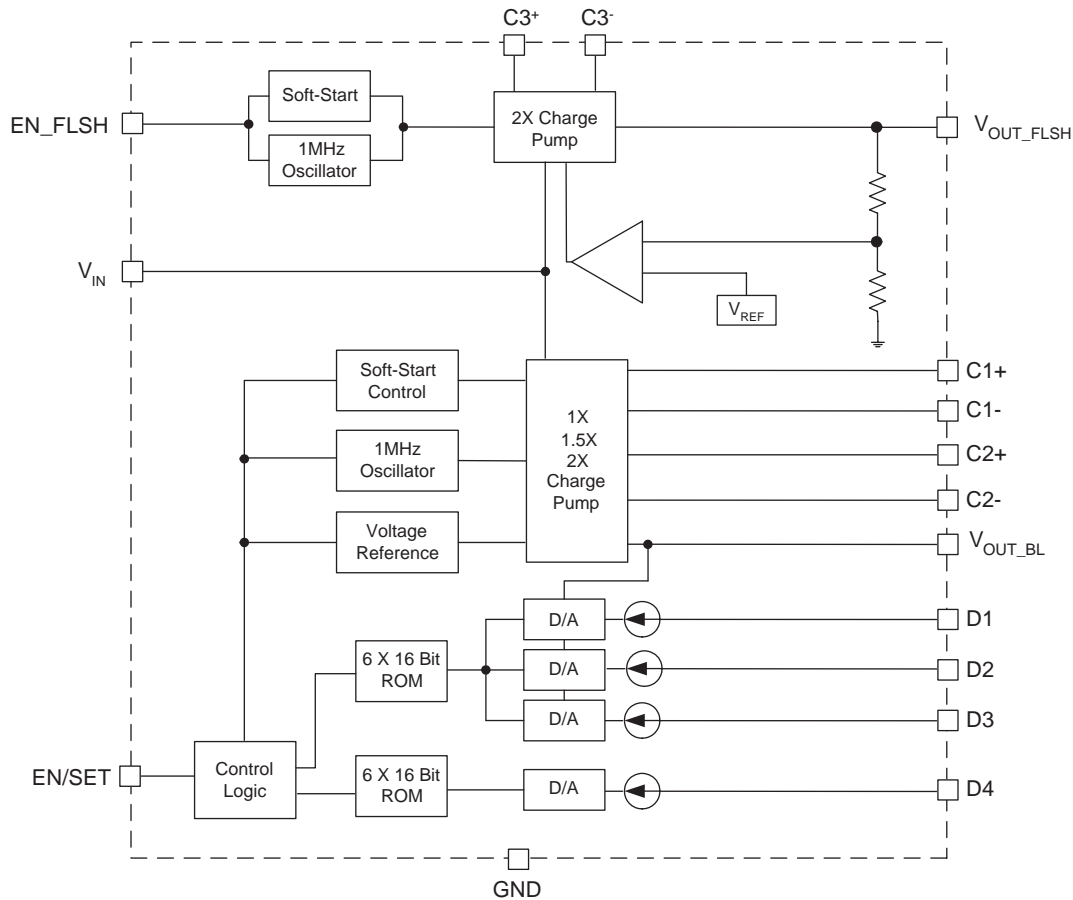 C3+ C3-
Soft-Start
EN_FLSH
1MHz
Oscillator
2X Charge
Pump
VOUT_FLSH
VIN
VREF
Soft-Start
Control
1MHz
Oscillator
Voltage
Reference
1X
1.5X
2X
Charge
Pump
C1+
C1-
C2+
C2-
VOUT_BL
D/A
D1
6 X 16 Bit
ROM
D/A
D2
D/A
D3
EN/SET
Control
Logic
6 X 16 Bit
ROM
D/A
D4
GND